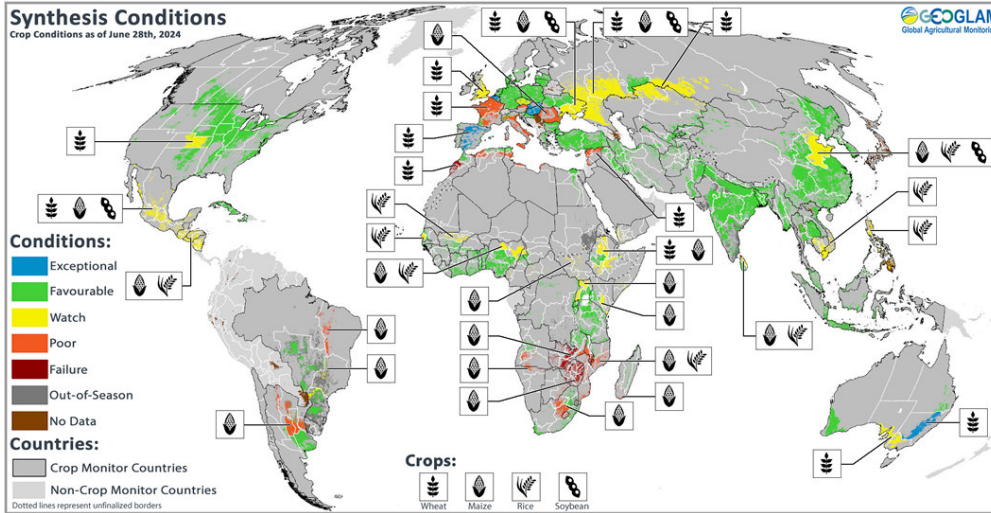 Synthesis Conditions
Crop Conditions as of June 28th, 2024
GEOGLAM
Global Agricultural Monitorin
Conditions:
Exceptional
Favourable
Watch
Poor
Failure
Out-of-Season
No Data
Countries:
Crop Monitor Countries
Non-Crop Monitor Countries
Dotted lines represent unfinalized borders
Crops:
Wheat
Maize
Rice
Soybean